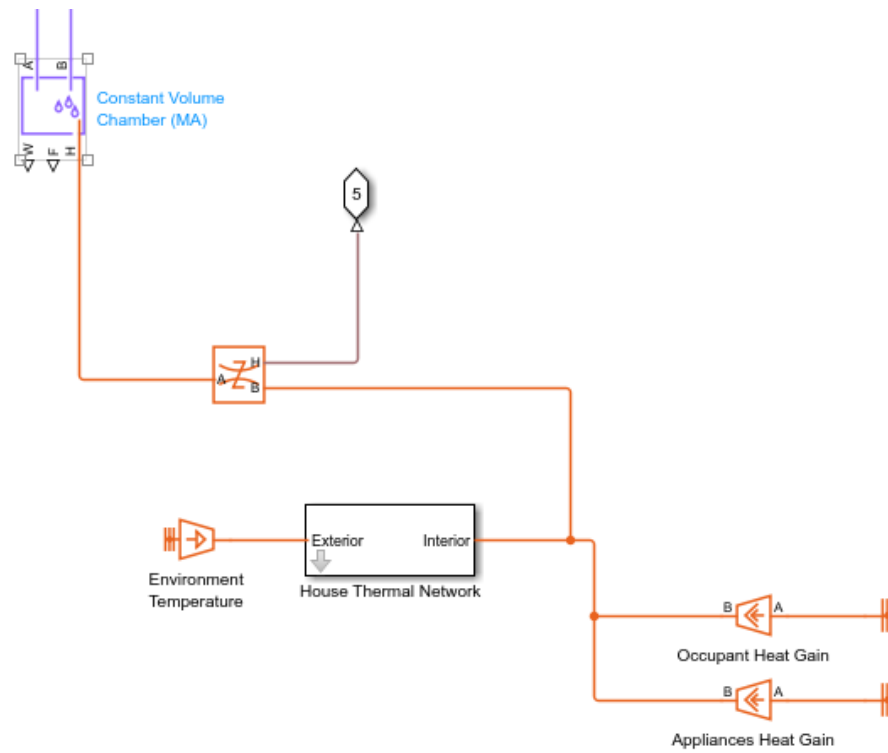 A B
Constant Volume
Chamber (MA)
W F H
5
H
A
B
Exterior Interior
Environment
Temperature
House Thermal Network
B A
Occupant Heat Gain
B A
Appliances Heat Gain